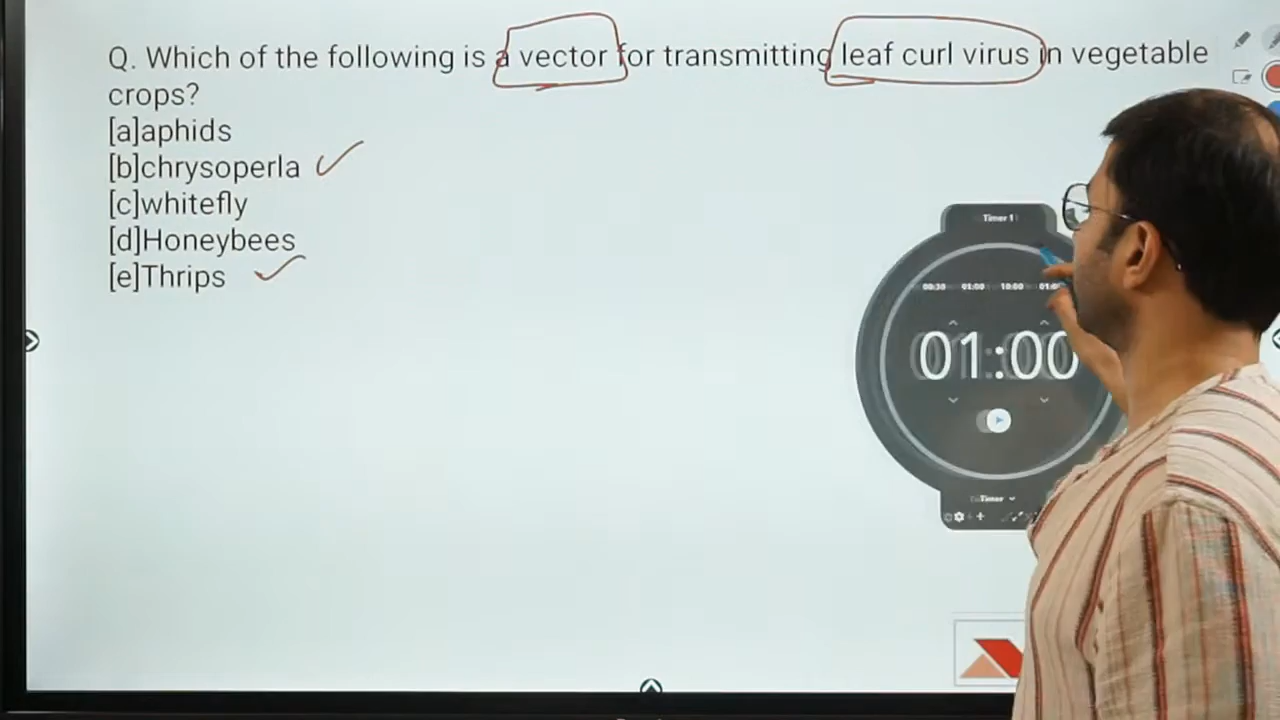 Q. Which of the following is a vector for transmitting leaf curl virus in vegetable
crops?
[a]aphids
[b]chrysoperla
[c]whitefly
[d]Honeybees
[e]Thrips
Timer 1
00:30 01:00 10:00
01:00
Timer